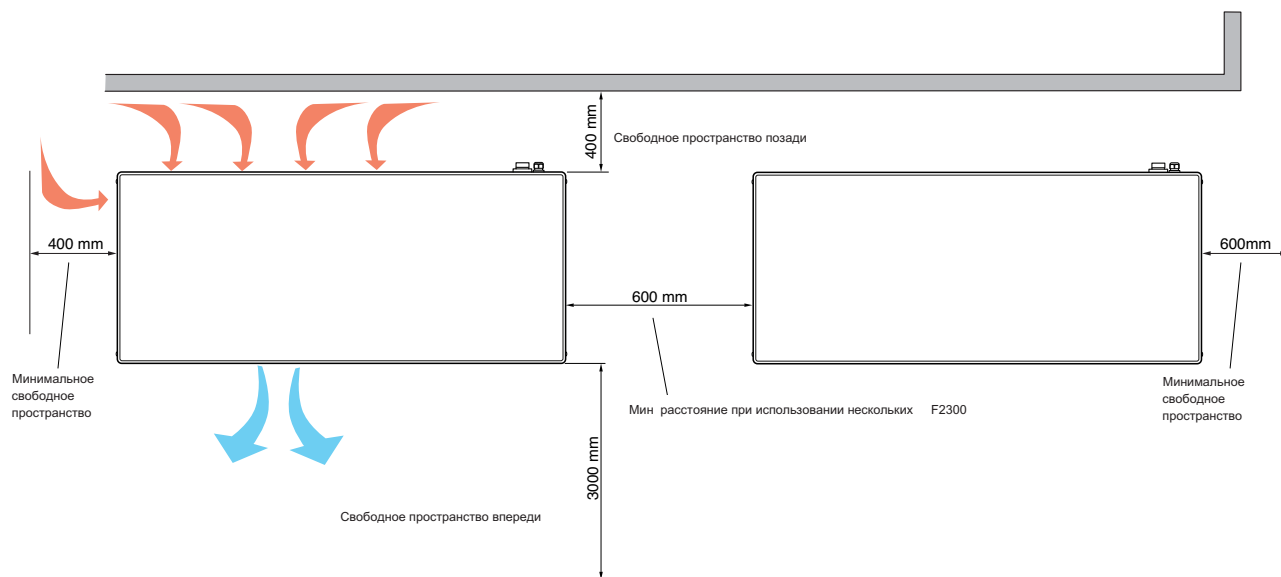 400 mm
Свободное пространство позади
400 mm
600mm
600 mm
Минимальное
свободное
пространство
Минимальное
свободное
пространство
Мин расстояние при использовании нескольких F2300
3000 mm
Свободное пространство впереди